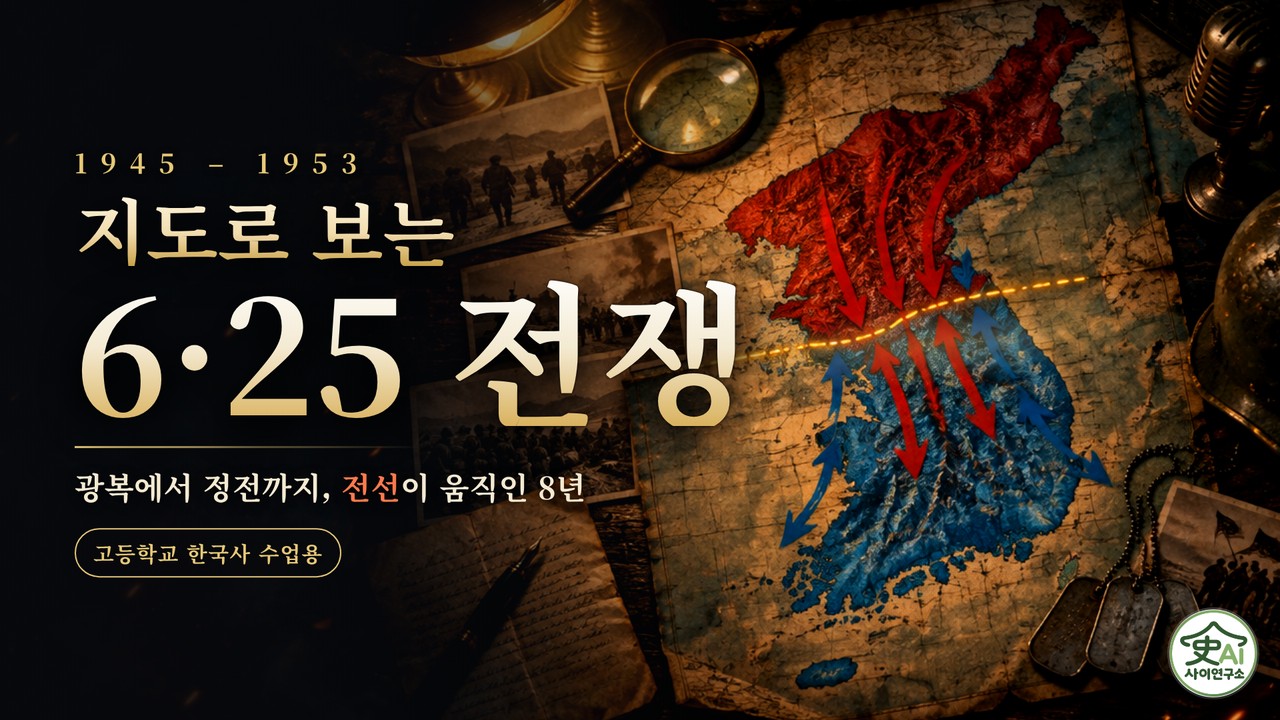 1945 – 1953
지도로 보는
6·25 전쟁
광복에서 정전까지, 전선이 움직인 8년
고등학교 한국사 수업용
史AI
사이연구소